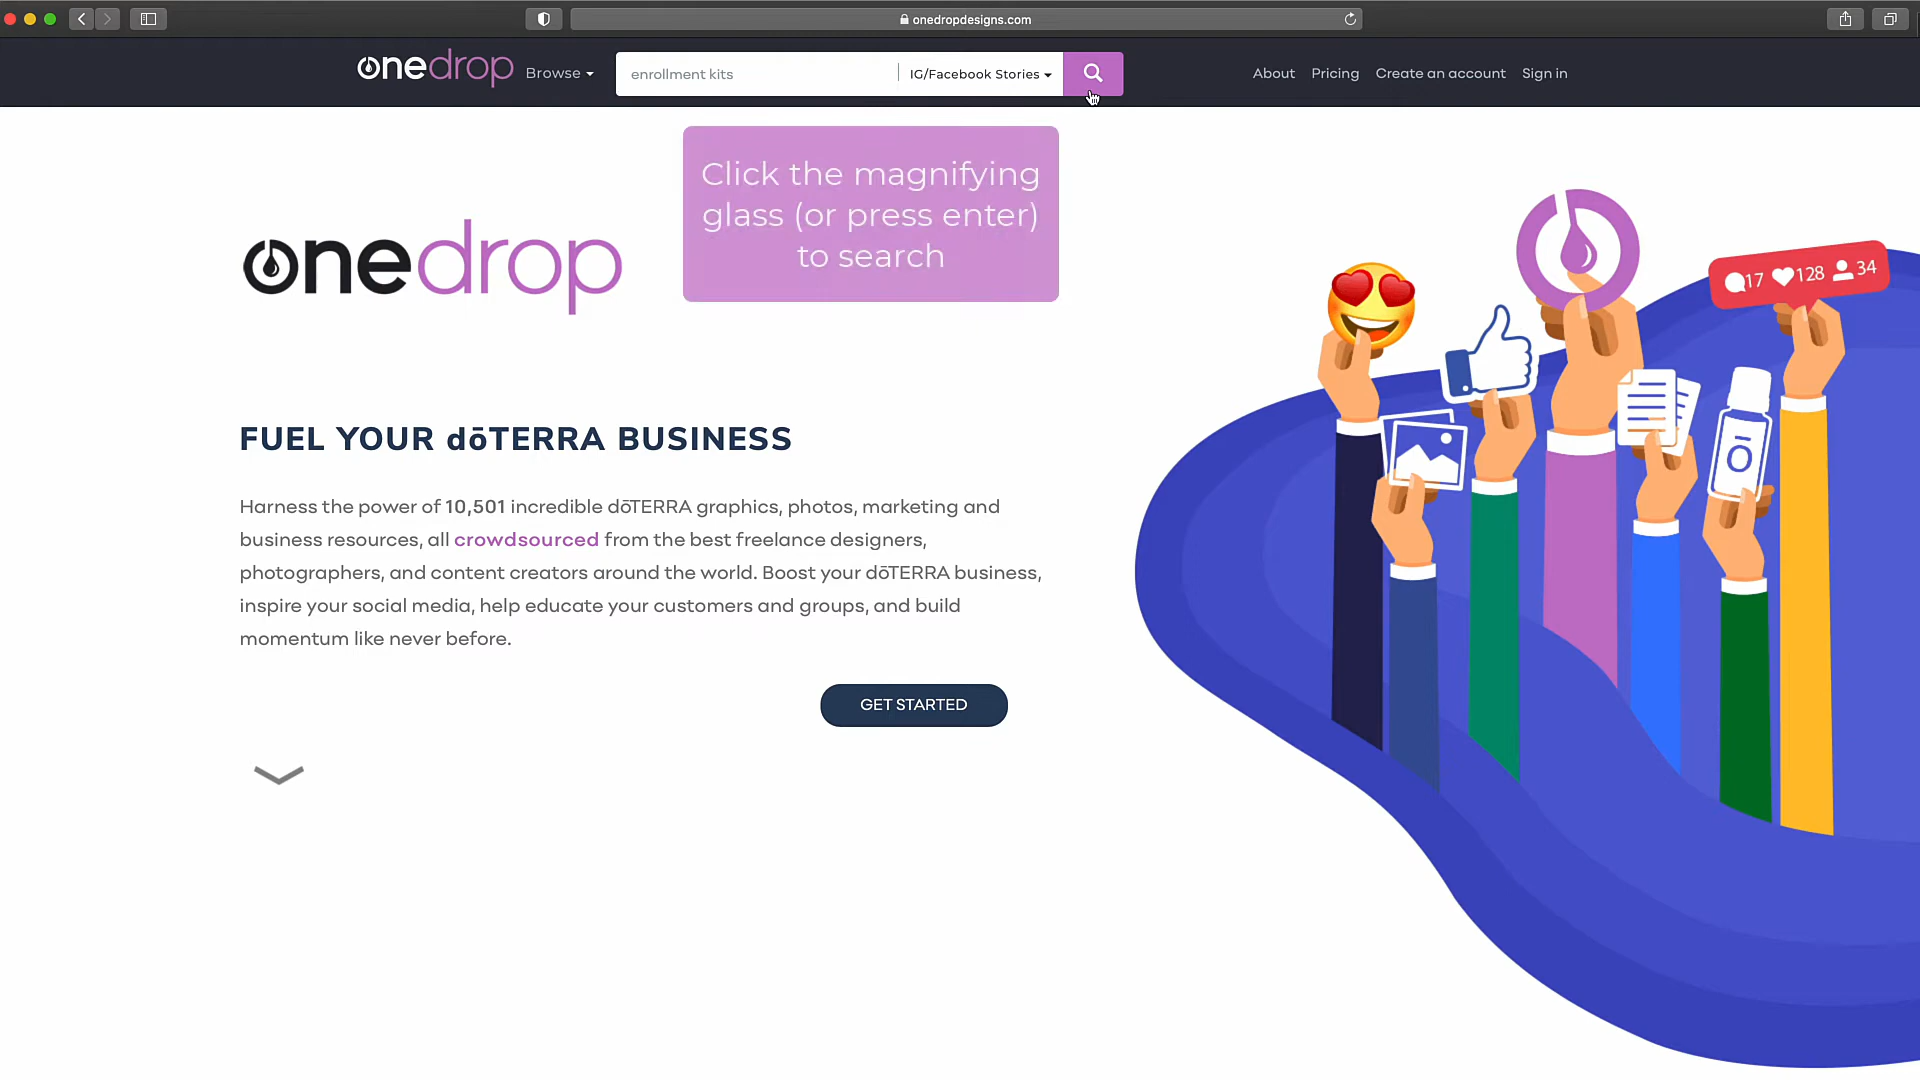 onedropdesigns.com
onedrop
Browse
enrollment kits
IG/Facebook Stories
About
Pricing
Create an account
Sign in
Click the magnifying
glass (or press enter)
to search
onedrop
17 128 34
FUEL YOUR dōTERRA BUSINESS
Harness the power of 10,501 incredible dōTERRA graphics, photos, marketing and
business resources, all crowdsourced from the best freelance designers,
photographers, and content creators around the world. Boost your dōTERRA business,
inspire your social media, help educate your customers and groups, and build
momentum like never before.
ō
GET STARTED